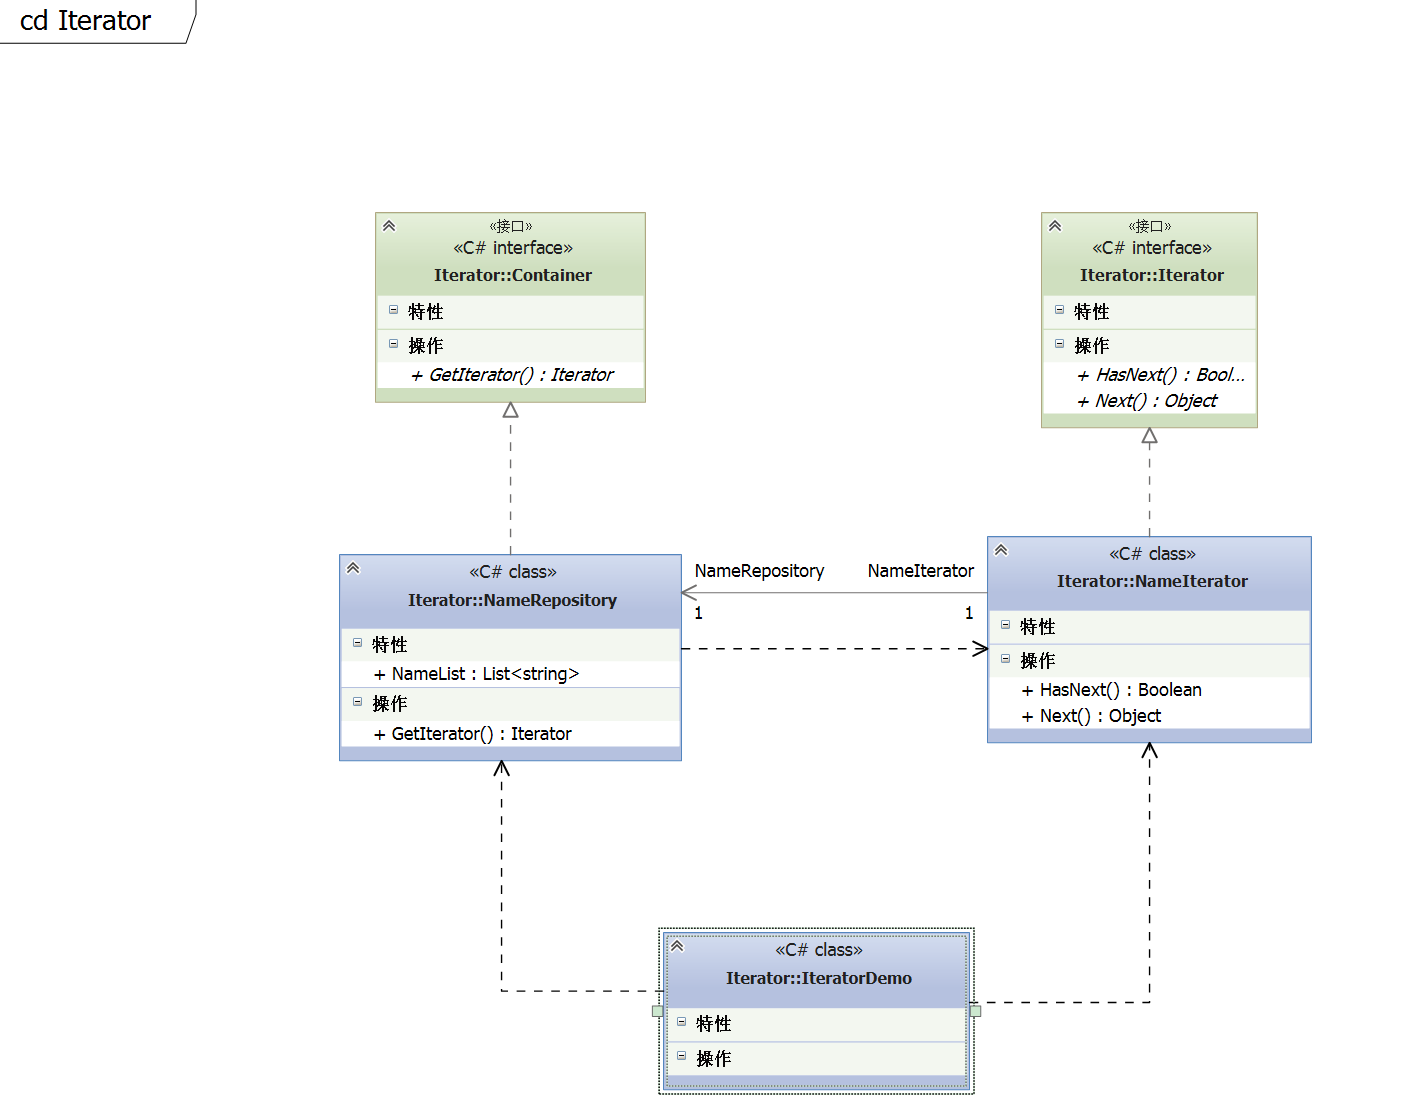 cd Iterator
«接口»
«C# interface»
Iterator::Container
特性
操作
+ GetIterator() : Iterator
«接口»
«C# interface»
Iterator::Iterator
特性
操作
+ HasNext() : Bool...
+ Next() : Object
«C# class»
Iterator::NameRepository
特性
+ NameList : List<string>
操作
+ GetIterator() : Iterator
NameRepository
NameIterator
1
1
«C# class»
Iterator::NameIterator
特性
操作
+ HasNext() : Boolean
+ Next() : Object
«C# class»
Iterator::IteratorDemo
特性
操作